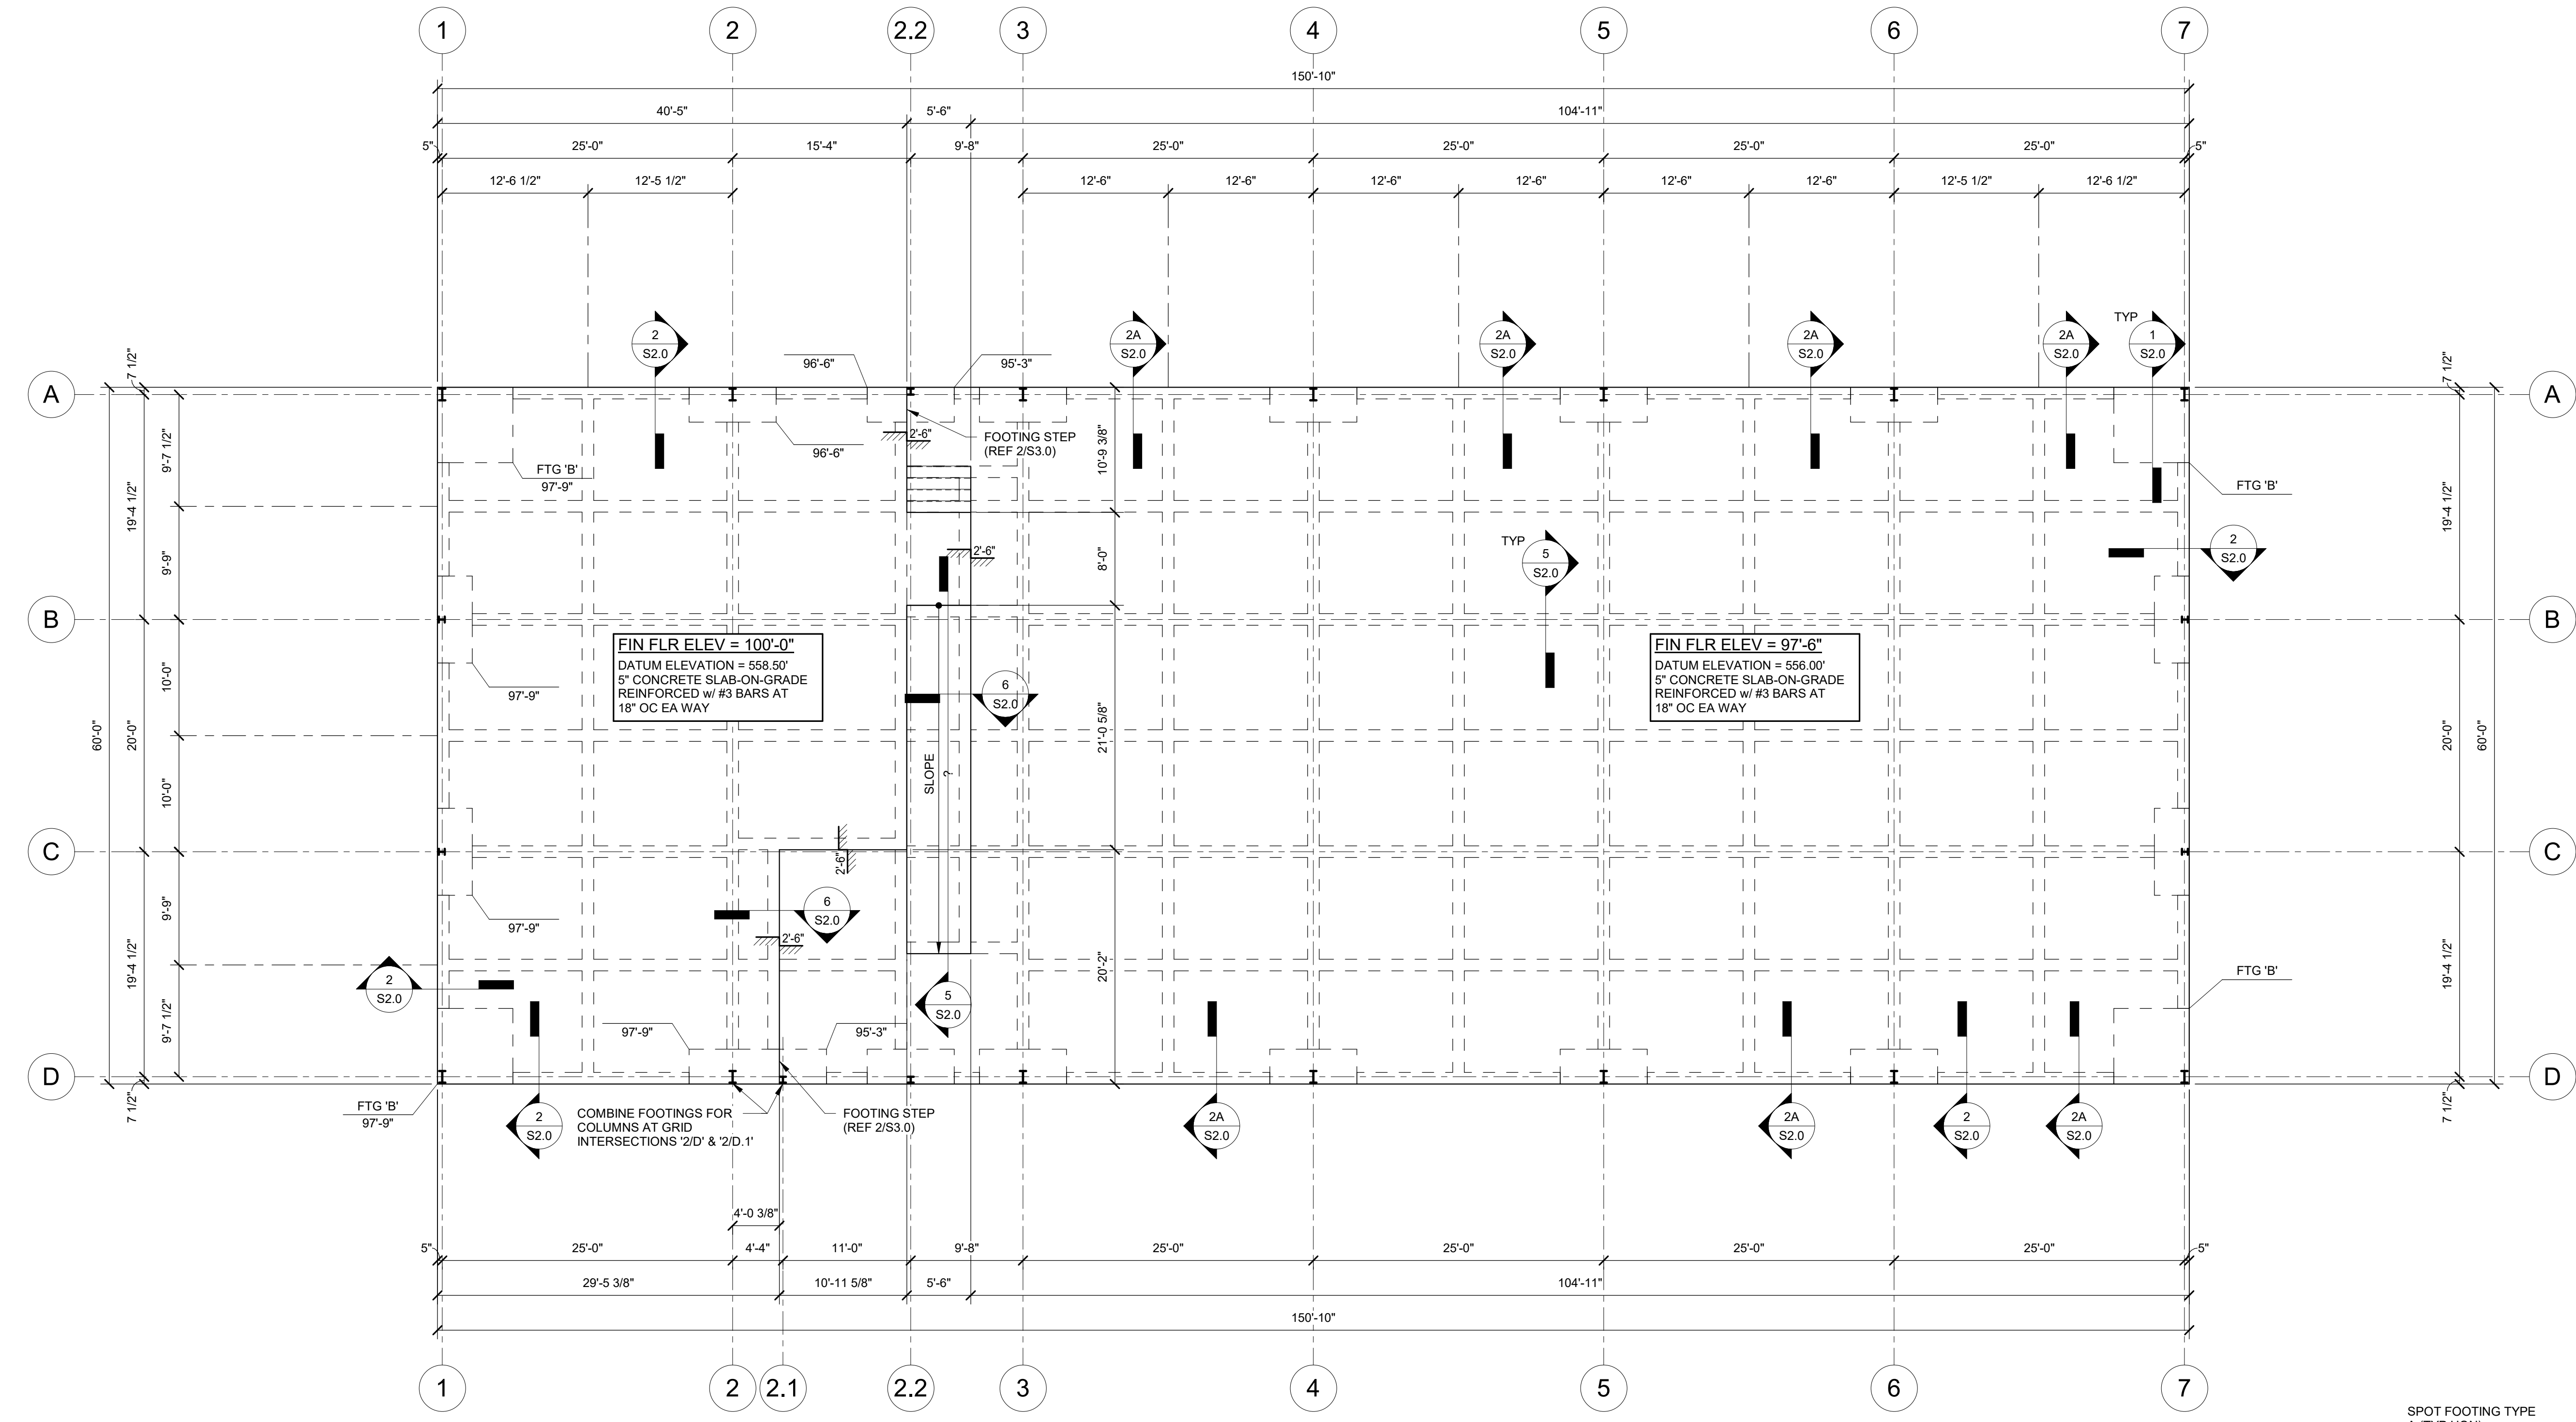 1 2 2.2 3 4 5 6 7
150'-10"
40'-5" 5'-6" 104'-11"
5" 25'-0" 15'-4" 9'-8" 25'-0" 25'-0" 25'-0" 25'-0" 5"
12'-6 1/2" 12'-5 1/2" 12'-6" 12'-6" 12'-6" 12'-6" 12'-6" 12'-6" 12'-5 1/2" 12'-6 1/2"
TYP
2 2A 2A 2A 2A 1
S2.0 S2.0 S2.0 S2.0 S2.0 S2.0
96'-6" 95'-3"
7 1/2" 7 1/2"
A A
2'-6" FOOTING STEP
(REF 2/S3.0)
96'-6"
10'-9 3/8"
9'-7 1/2"
FTG 'B'
97'-9"
FTG 'B'
19'-4 1/2" 19'-4 1/2"
9'-9"
2'-6"
8'-0"
TYP
5
S2.0
2
S2.0
B B
FIN FLR ELEV = 100'-0"
DATUM ELEVATION = 558.50'
5" CONCRETE SLAB-ON-GRADE
REINFORCED w/ #3 BARS AT
18" OC EA WAY
FIN FLR ELEV = 97'-6"
DATUM ELEVATION = 556.00'
5" CONCRETE SLAB-ON-GRADE
REINFORCED w/ #3 BARS AT
18" OC EA WAY
10'-0"
97'-9"
6
S2.0
60'-0" 20'-0" 21'-0 5/8" 20'-0" 60'-0"
SLOPE
?
10'-0"
C C
2'-6"
9'-9"
97'-9"
6
S2.0
2'-6"
19'-4 1/2" 20'-2" 19'-4 1/2"
FTG 'B'
2
S2.0
5
S2.0
9'-7 1/2"
97'-9" 95'-3"
D D
7 1/2" 7 1/2"
FTG 'B'
97'-9"
2
S2.0
COMBINE FOOTINGS FOR
COLUMNS AT GRID
INTERSECTIONS '2/D' & '2/D.1'
FOOTING STEP
(REF 2/S3.0)
2A 2A 2 2A
S2.0 S2.0 S2.0 S2.0
4'-0 3/8"
5" 25'-0" 4'-4" 11'-0" 9'-8" 25'-0" 25'-0" 25'-0" 25'-0" 5"
29'-5 3/8" 10'-11 5/8" 5'-6" 104'-11"
150'-10"
1 2 2.1 2.2 3 4 5 6 7
SPOT FOOTING TYPE